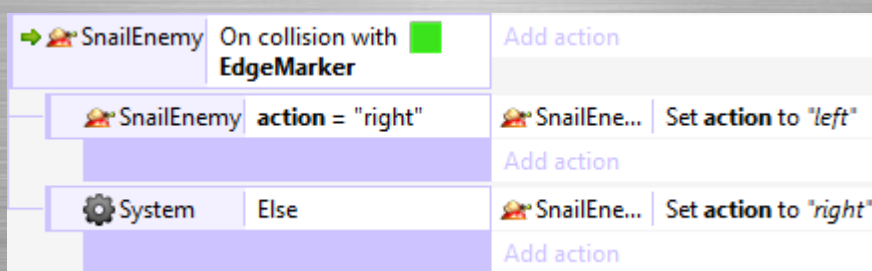 SnailEnemy On collision with Add action
EdgeMarker
SnailEnemy action = "right" SnailEne... Set action to "left"
Add action
System Else SnailEne... Set action to "right"
Add action